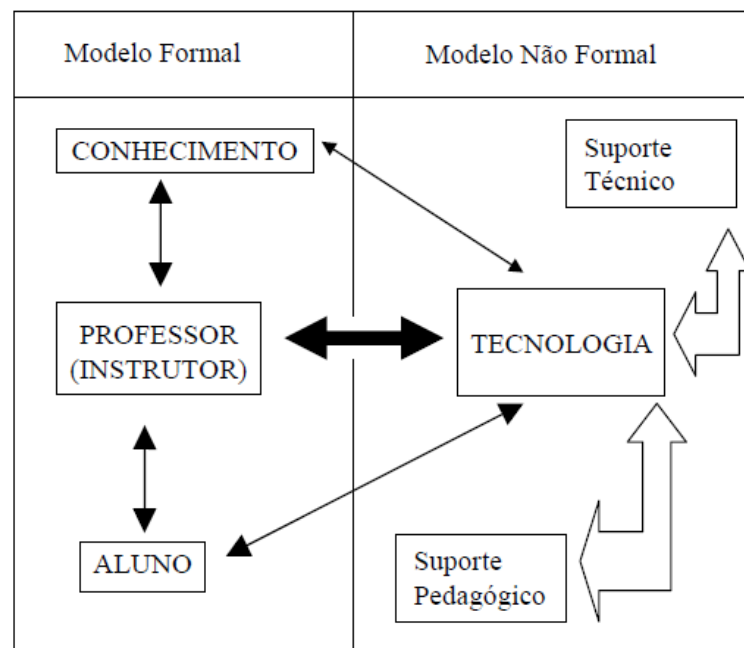 Modelo Formal
Modelo Não Formal
CONHECIMENTO
Suporte
Técnico
PROFESSOR
(INSTRUTOR)
TECNOLOGIA
ALUNO
Suporte
Pedagógico